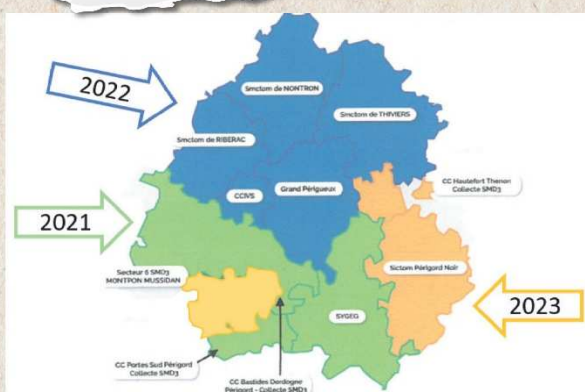 2022
Smctom de NONTRON
Smctom de THIVIERS
Smctom de RIBERAC
CCIVS
Grand Périgueux
CC Hautefort Thenon
Collecte SMD3
2021
Secteur 6 SMD3
MONTPON MUSSIDAN
Sictom Périgord Noir
2023
SYGED
CC Portes Sud Périgord
Collecte SMD3
CC Bastides Dordogne
Périgord - Collecte SMD3